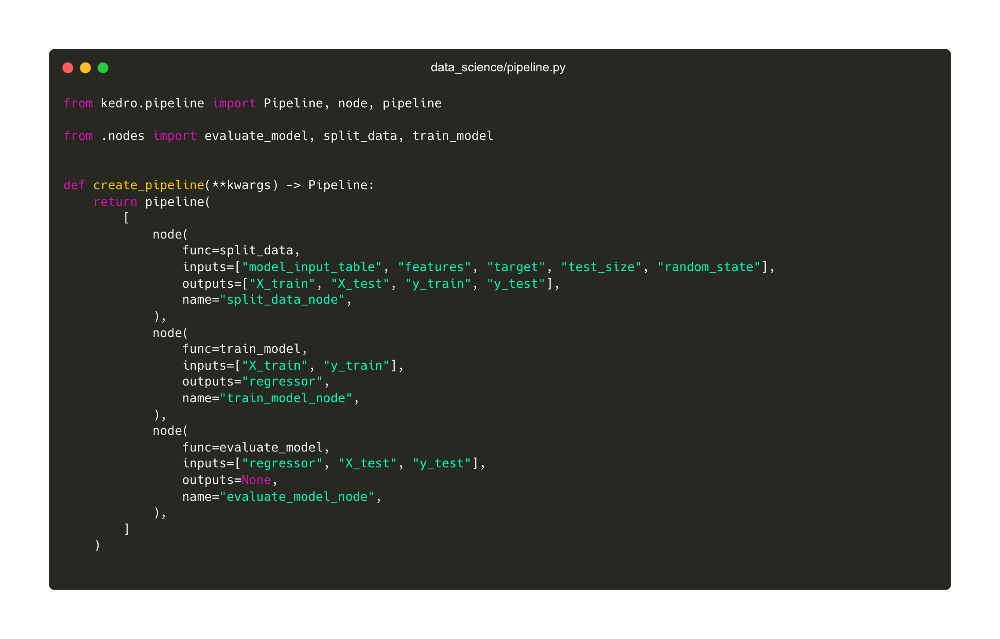 data_science/pipeline.py
from kedro.pipeline import Pipeline, node, pipeline
from .nodes import evaluate_model, split_data, train_model
def create_pipeline(**kwargs) -> Pipeline:
    return pipeline(
        [
            node(
                func=split_data,
                inputs=["model_input_table", "features", "target", "test_size", "random_state"],
                outputs=["X_train", "X_test", "y_train", "y_test"],
                name="split_data_node",
            ),
            node(
                func=train_model,
                inputs=["X_train", "y_train"],
                outputs="regressor",
                name="train_model_node",
            ),
            node(
                func=evaluate_model,
                inputs=["regressor", "X_test", "y_test"],
                outputs=None,
                name="evaluate_model_node",
            ),
        ]
    )